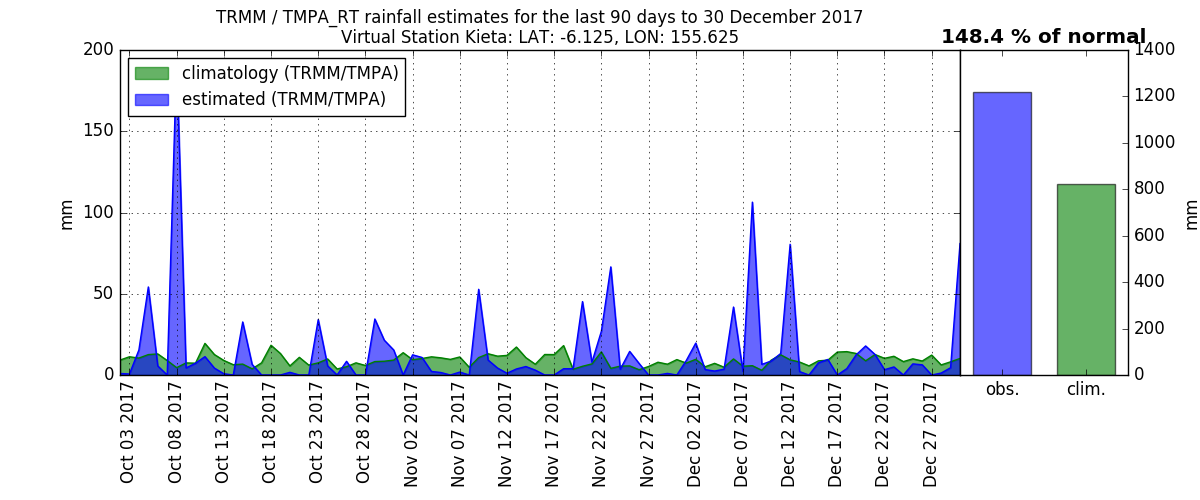 TRMM / TMPA_RT rainfall estimates for the last 90 days to 30 December 2017
Virtual Station Kieta: LAT: -6.125, LON: 155.625
148.4 % of normal
climatology (TRMM/TMPA)
estimated (TRMM/TMPA)
200
150
100
50
0
mm
1400
1200
1000
800
600
400
200
0
mm
Oct 03 2017
Oct 08 2017
Oct 13 2017
Oct 18 2017
Oct 23 2017
Oct 28 2017
Nov 02 2017
Nov 07 2017
Nov 12 2017
Nov 17 2017
Nov 22 2017
Nov 27 2017
Dec 02 2017
Dec 07 2017
Dec 12 2017
Dec 17 2017
Dec 22 2017
Dec 27 2017
obs.
clim.